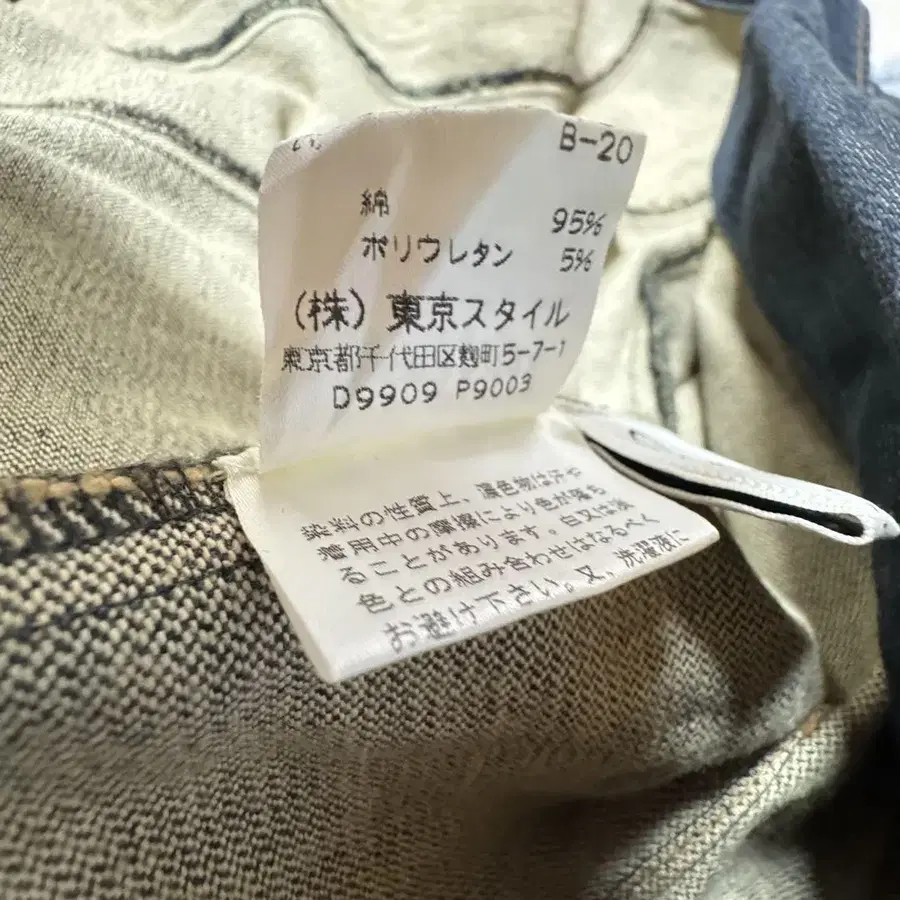 B-20
綿 95%
ポリウレタン 5%
(株) 東京スタイル
東京都千代田区麹町5-7-1
D9909 P9003
染料の性質上、濃色物は汗や
着用中の摩擦により色が落ち
ることがあります。白又は淡
色との組み合わせはなるべく
お避け下さい。又、洗濯液に